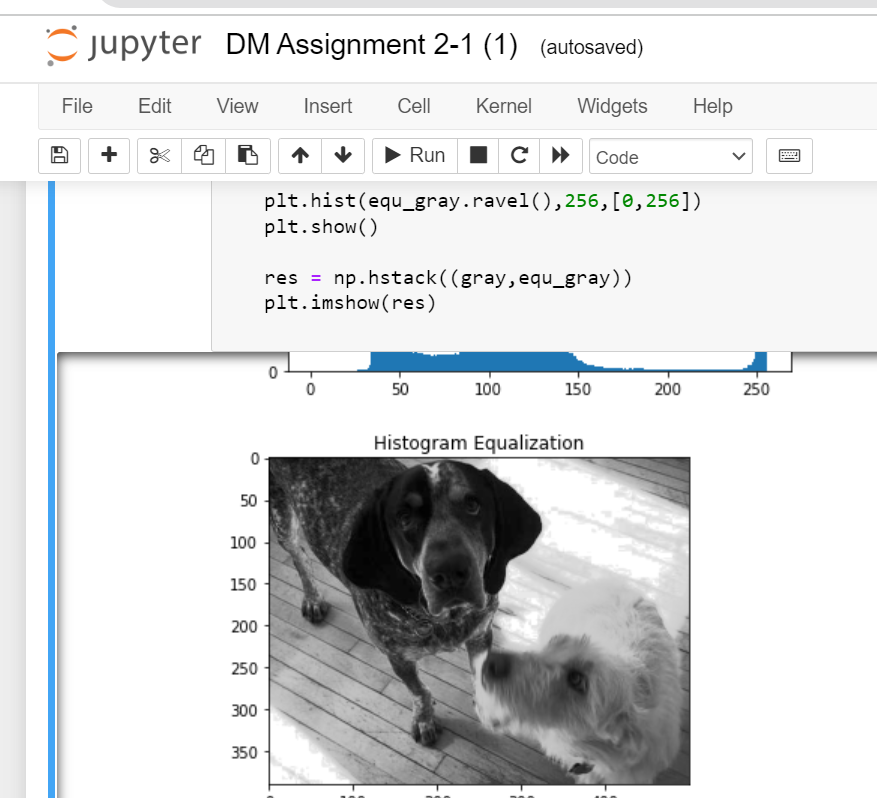 jupyter DM Assignment 2-1 (1) (autosaved)
File Edit View Insert Cell Kernel Widgets Help
Run Code
plt.hist(equ_gray.ravel(),256,[0,256])
plt.show()
res = np.hstack((gray,equ_gray))
plt.imshow(res)
0
0 50 100 150 200 250
Histogram Equalization
0
50
100
150
200
250
300
350